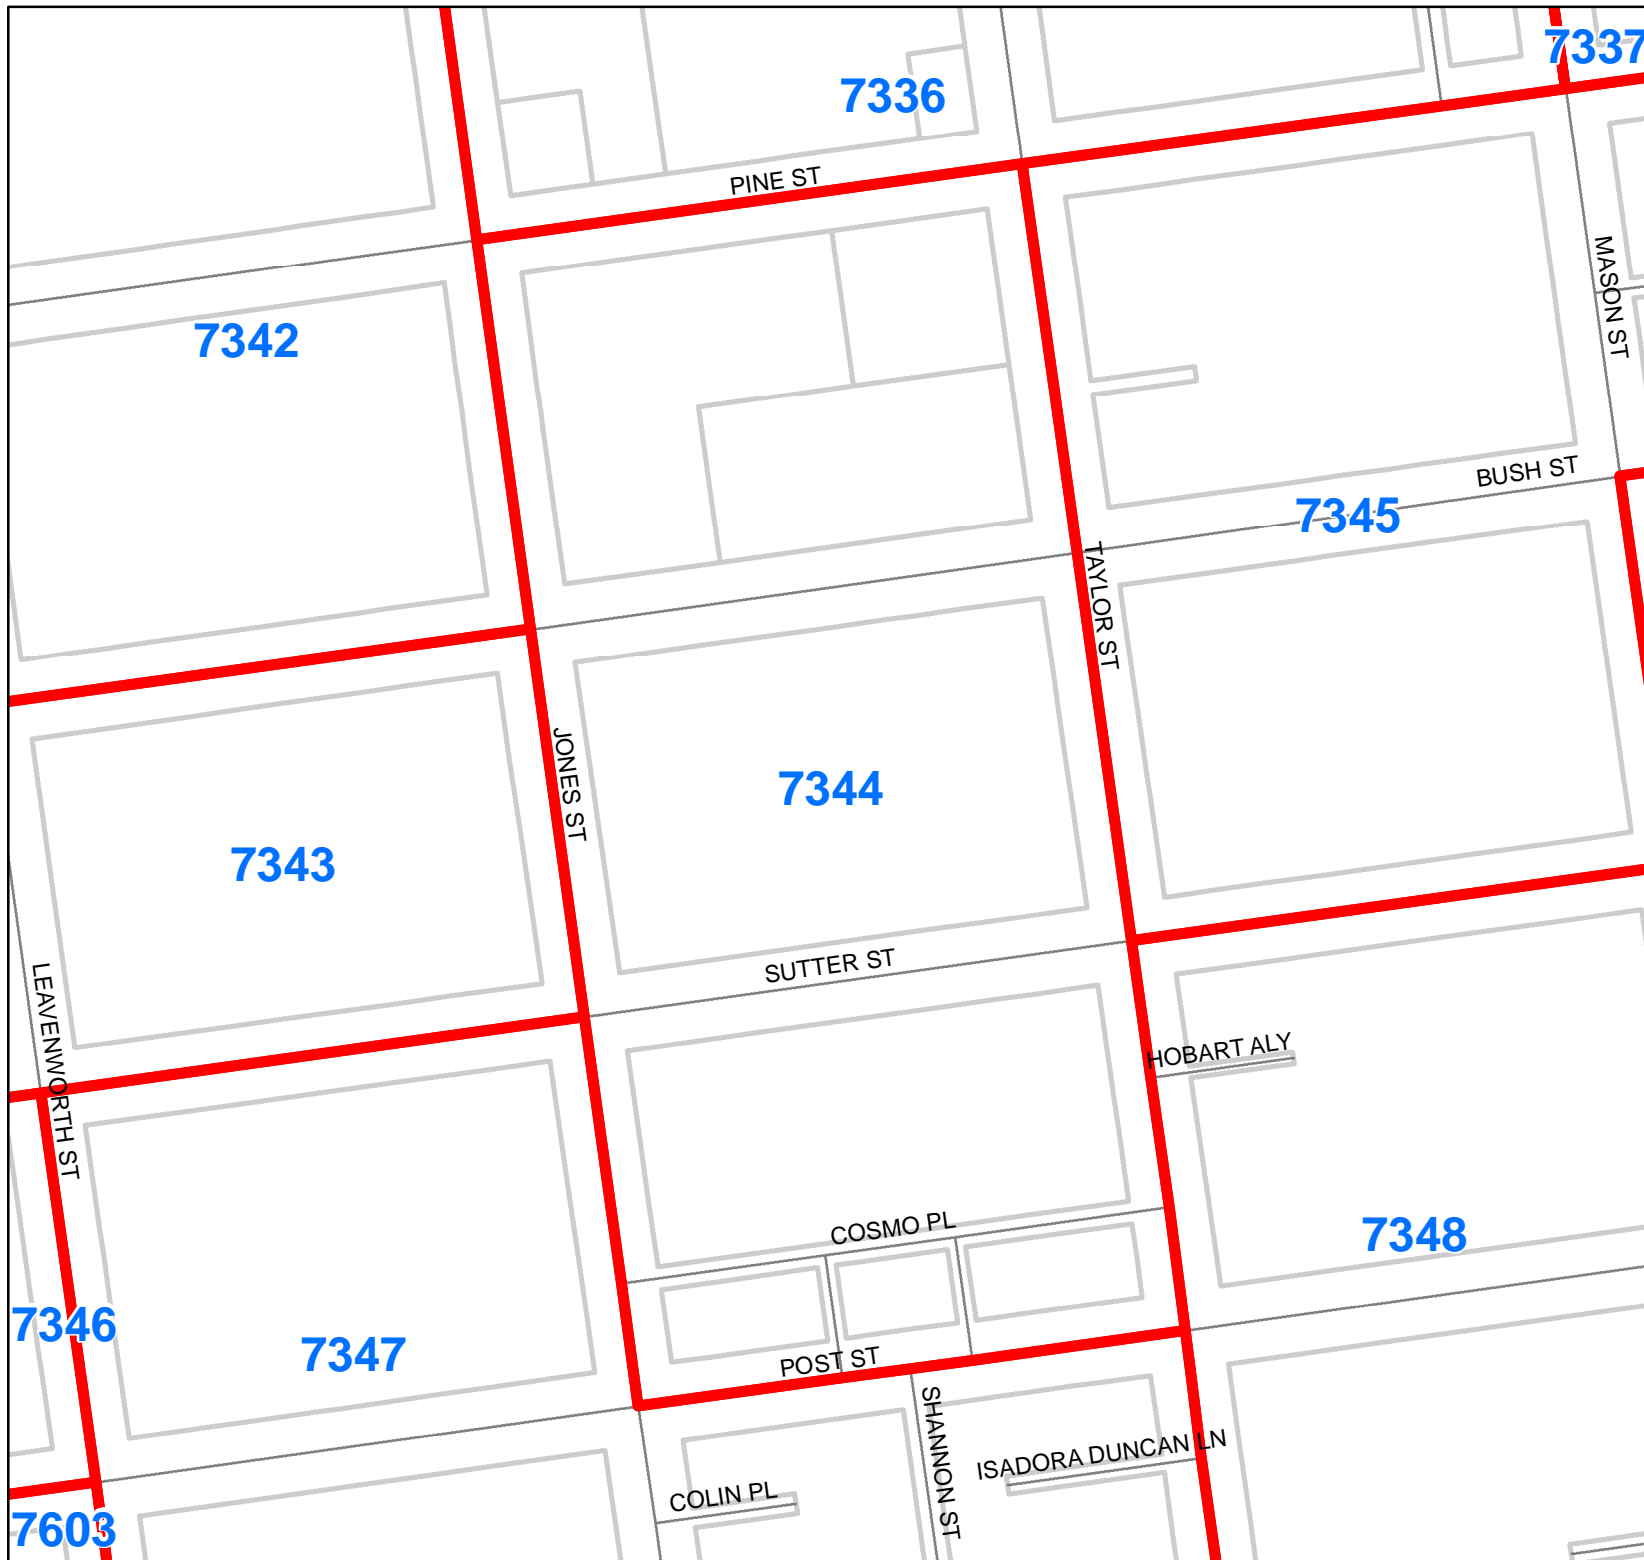 7337
7336
PINE ST
MASON ST
7342
BUSH ST
7345
TAYLOR ST
JONES ST
7344
7343
SUTTER ST
LEAVENWORTH ST
HOBART ALY
COSMO PL
7348
7346
7347
POST ST
SHANNON ST
ISADORA DUNCAN LN
COLIN PL
7603